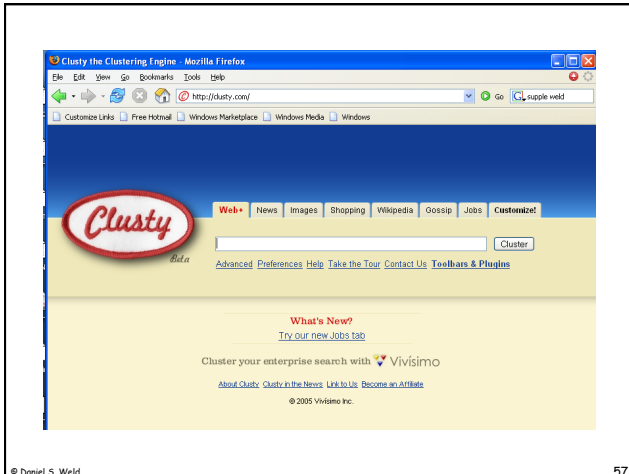 Clusty the Clustering Engine - Mozilla Firefox
File Edit View Go Bookmarks Tools Help
http://clusty.com/ Go supple weld
Customize Links Free Hotmail Windows Marketplace Windows Media Windows
Clusty
Beta
Web+ News Images Shopping Wikipedia Gossip Jobs Customize!
Cluster
Advanced Preferences Help Take the Tour Contact Us Toolbars & Plugins
What's New?
Try our new Jobs tab
Cluster your enterprise search with Vivísimo
About Clusty Clusty in the News Link to Us Become an Affiliate
© 2005 Vivísimo Inc.
© Daniel S. Weld 57